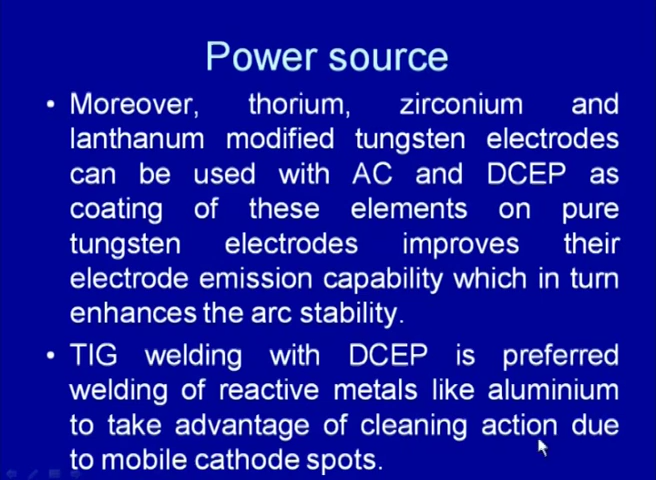 Power source
• Moreover, thorium, zirconium and
lanthanum modified tungsten electrodes
can be used with AC and DCEP as
coating of these elements on pure
tungsten electrodes improves their
electrode emission capability which in turn
enhances the arc stability.
• TIG welding with DCEP is preferred
welding of reactive metals like aluminium
to take advantage of cleaning action due
to mobile cathode spots.